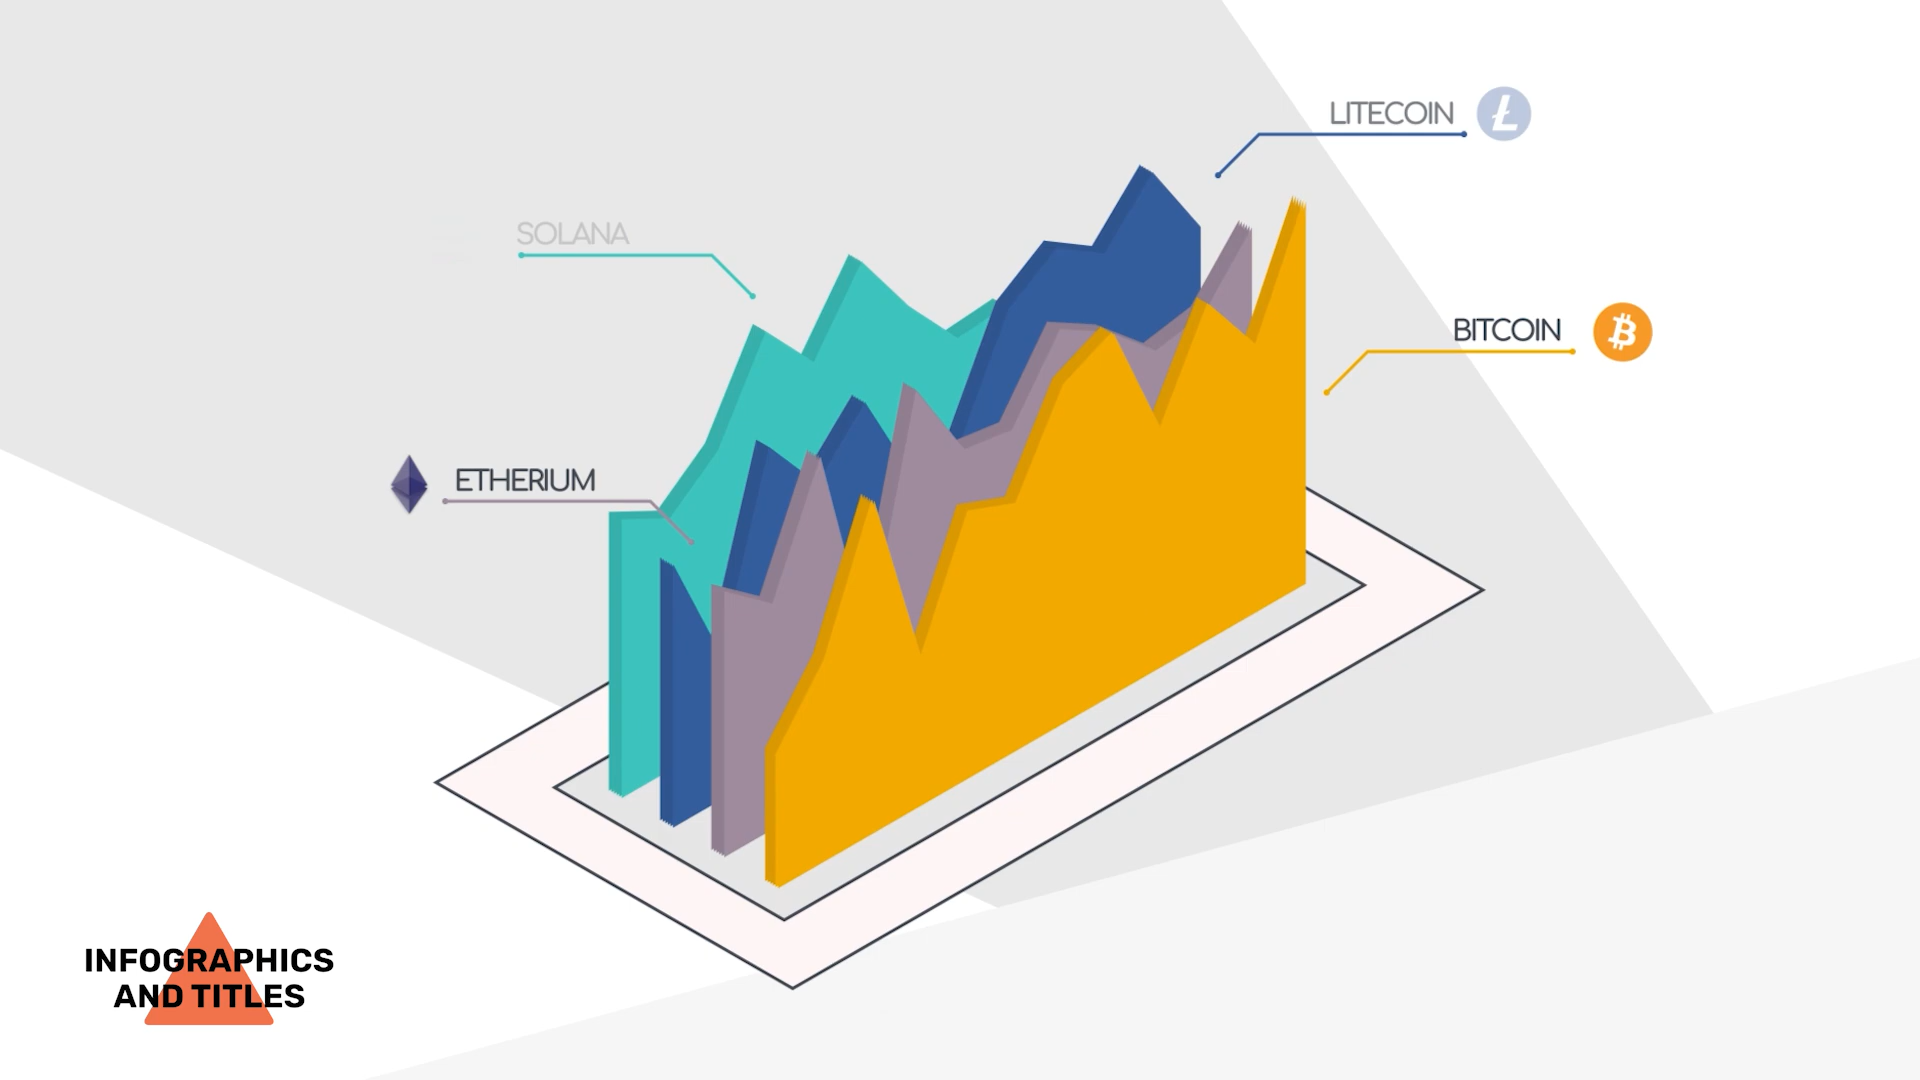 LITECOIN
SOLANA
BITCOIN
ETHERIUM
INFOGRAPHICS
AND TITLES